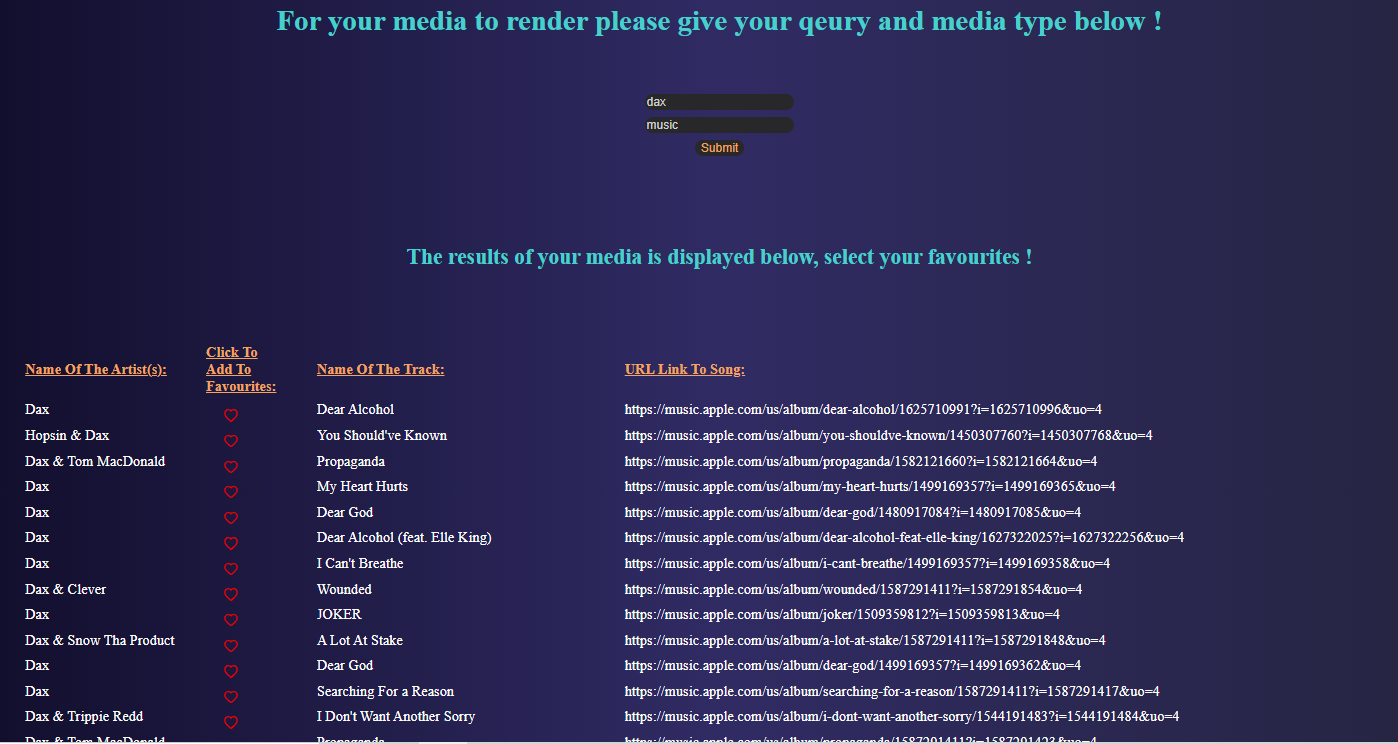 For your media to render please give your qeury and media type below !
dax
music
Submit
The results of your media is displayed below, select your favourites !
Name Of The Artist(s): Click To Add To Favourites: Name Of The Track: URL Link To Song:
Dax Dear Alcohol https://music.apple.com/us/album/dear-alcohol/1625710991?i=1625710996&uo=4
Hopsin & Dax You Should've Known https://music.apple.com/us/album/you-shouldve-known/1450307760?i=1450307768&uo=4
Dax & Tom MacDonald Propaganda https://music.apple.com/us/album/propaganda/1582121660?i=1582121664&uo=4
Dax My Heart Hurts https://music.apple.com/us/album/my-heart-hurts/1499169357?i=1499169365&uo=4
Dax Dear God https://music.apple.com/us/album/dear-god/1480917084?i=1480917085&uo=4
Dax Dear Alcohol (feat. Elle King) https://music.apple.com/us/album/dear-alcohol-feat-elle-king/1627322025?i=1627322256&uo=4
Dax I Can't Breathe https://music.apple.com/us/album/i-cant-breathe/1499169357?i=1499169358&uo=4
Dax & Clever Wounded https://music.apple.com/us/album/wounded/1587291411?i=1587291854&uo=4
Dax JOKER https://music.apple.com/us/album/joker/1509359812?i=1509359813&uo=4
Dax & Snow Tha Product A Lot At Stake https://music.apple.com/us/album/a-lot-at-stake/1587291411?i=1587291848&uo=4
Dax Dear God https://music.apple.com/us/album/dear-god/1499169357?i=1499169362&uo=4
Dax Searching For a Reason https://music.apple.com/us/album/searching-for-a-reason/1587291411?i=1587291417&uo=4
Dax & Trippie Redd I Don't Want Another Sorry https://music.apple.com/us/album/i-dont-want-another-sorry/1544191483?i=1544191484&uo=4
Dax & Tom MacDonald Propaganda https://music.apple.com/us/album/propaganda/1587291411?i=1587291423&uo=4